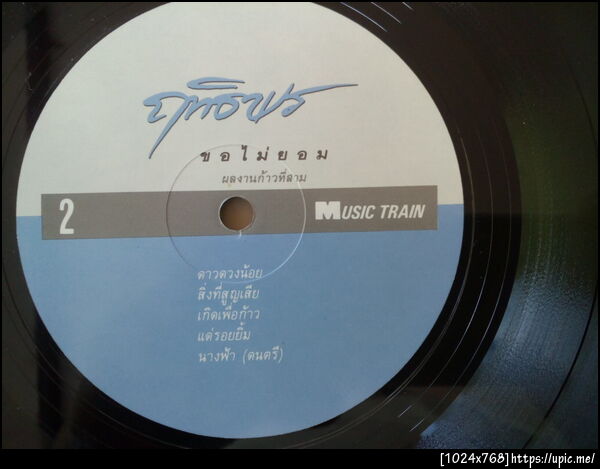 ฤทธิพร
ขอไม่ยอม
ผลงานก้าวที่สาม
2
MUSIC TRAIN
ดาวดวงน้อย
สิ่งที่สูญเสีย
เกิดเพื่อก้าว
แด่รอยยิ้ม
นางฟ้า (ดนตรี)
[1024x768]https://upic.me/